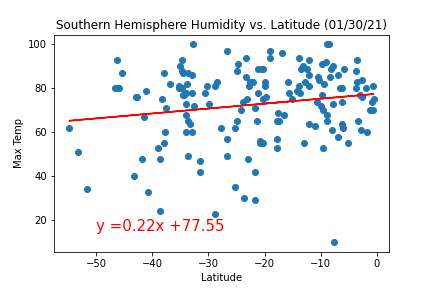 Southern Hemisphere Humidity vs. Latitude (01/30/21)
100
80
60
40
20
Max Temp
y =0.22x +77.55
−50 −40 −30 −20 −10 0
Latitude